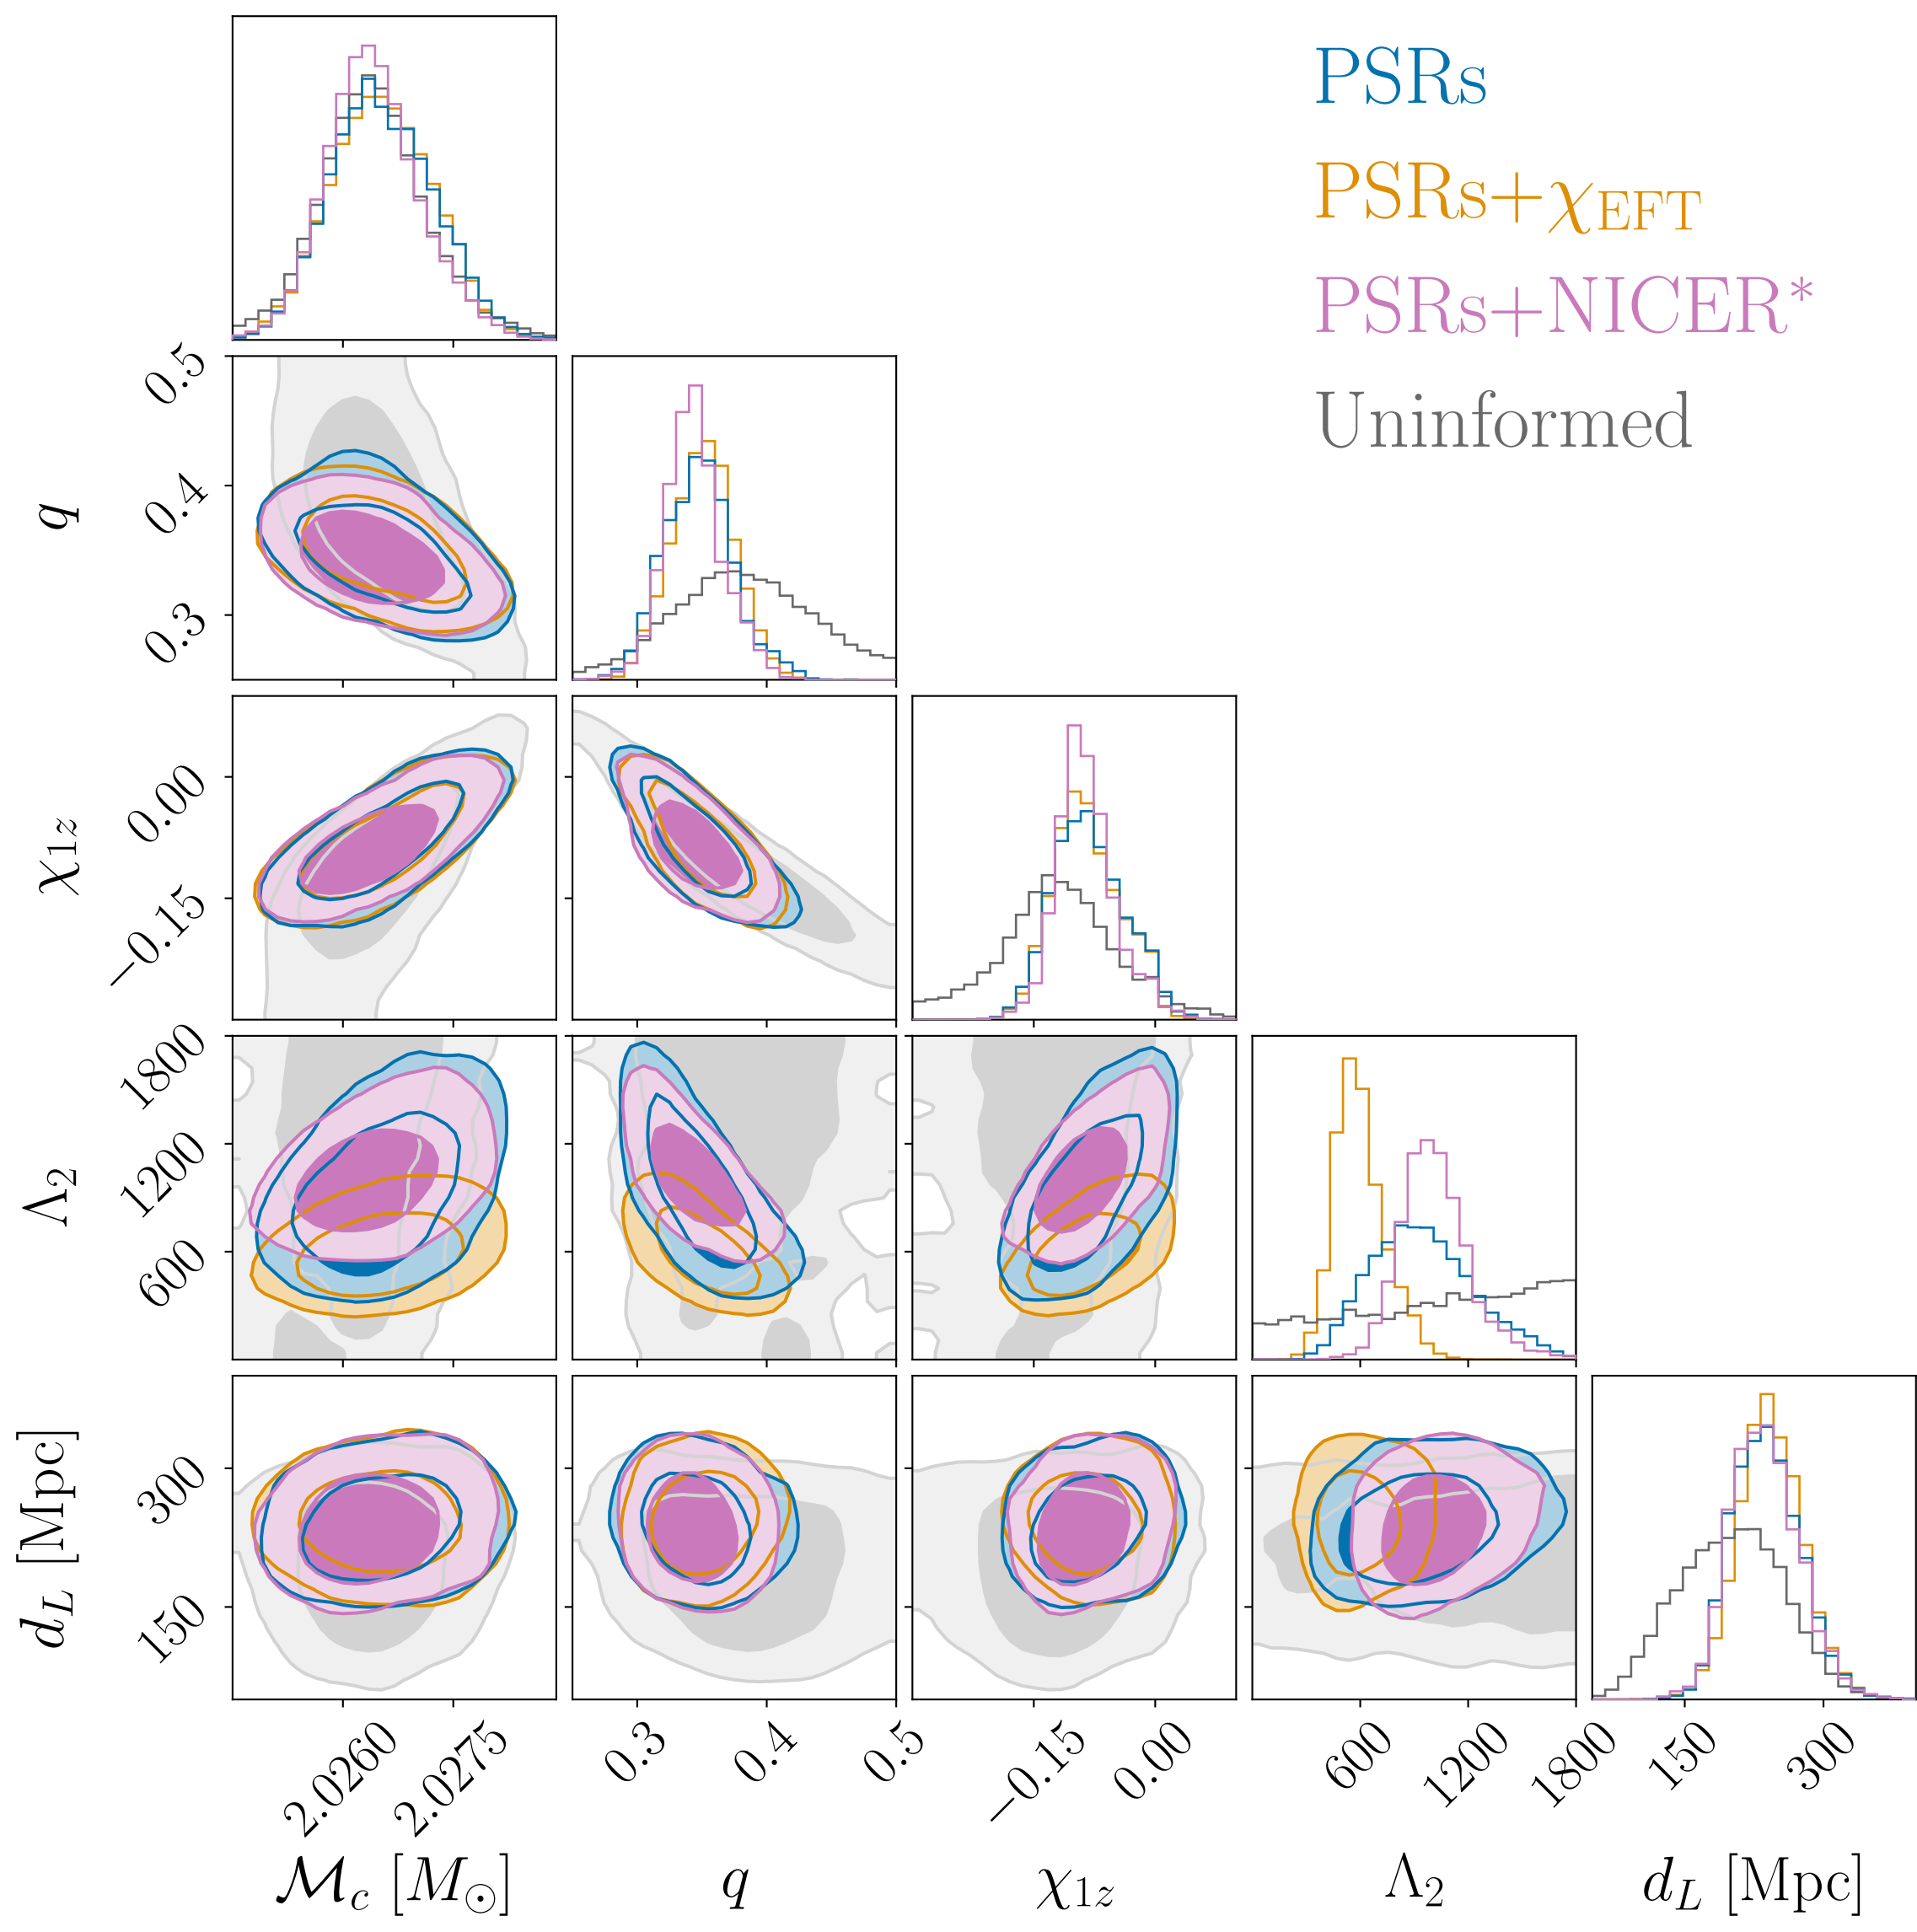 PSRs
PSRs+χEFT
PSRs+NICER*
Uninformed
q
0.5
0.4
0.3
χ1z
0.00
−0.15
Λ2
1800
1200
600
dL [Mpc]
300
150
2.0260
2.0275
0.3
0.4
0.5
−0.15
0.00
600
1200
1800
150
300
ℳc [M⊙]
q
χ1z
Λ2
dL [Mpc]